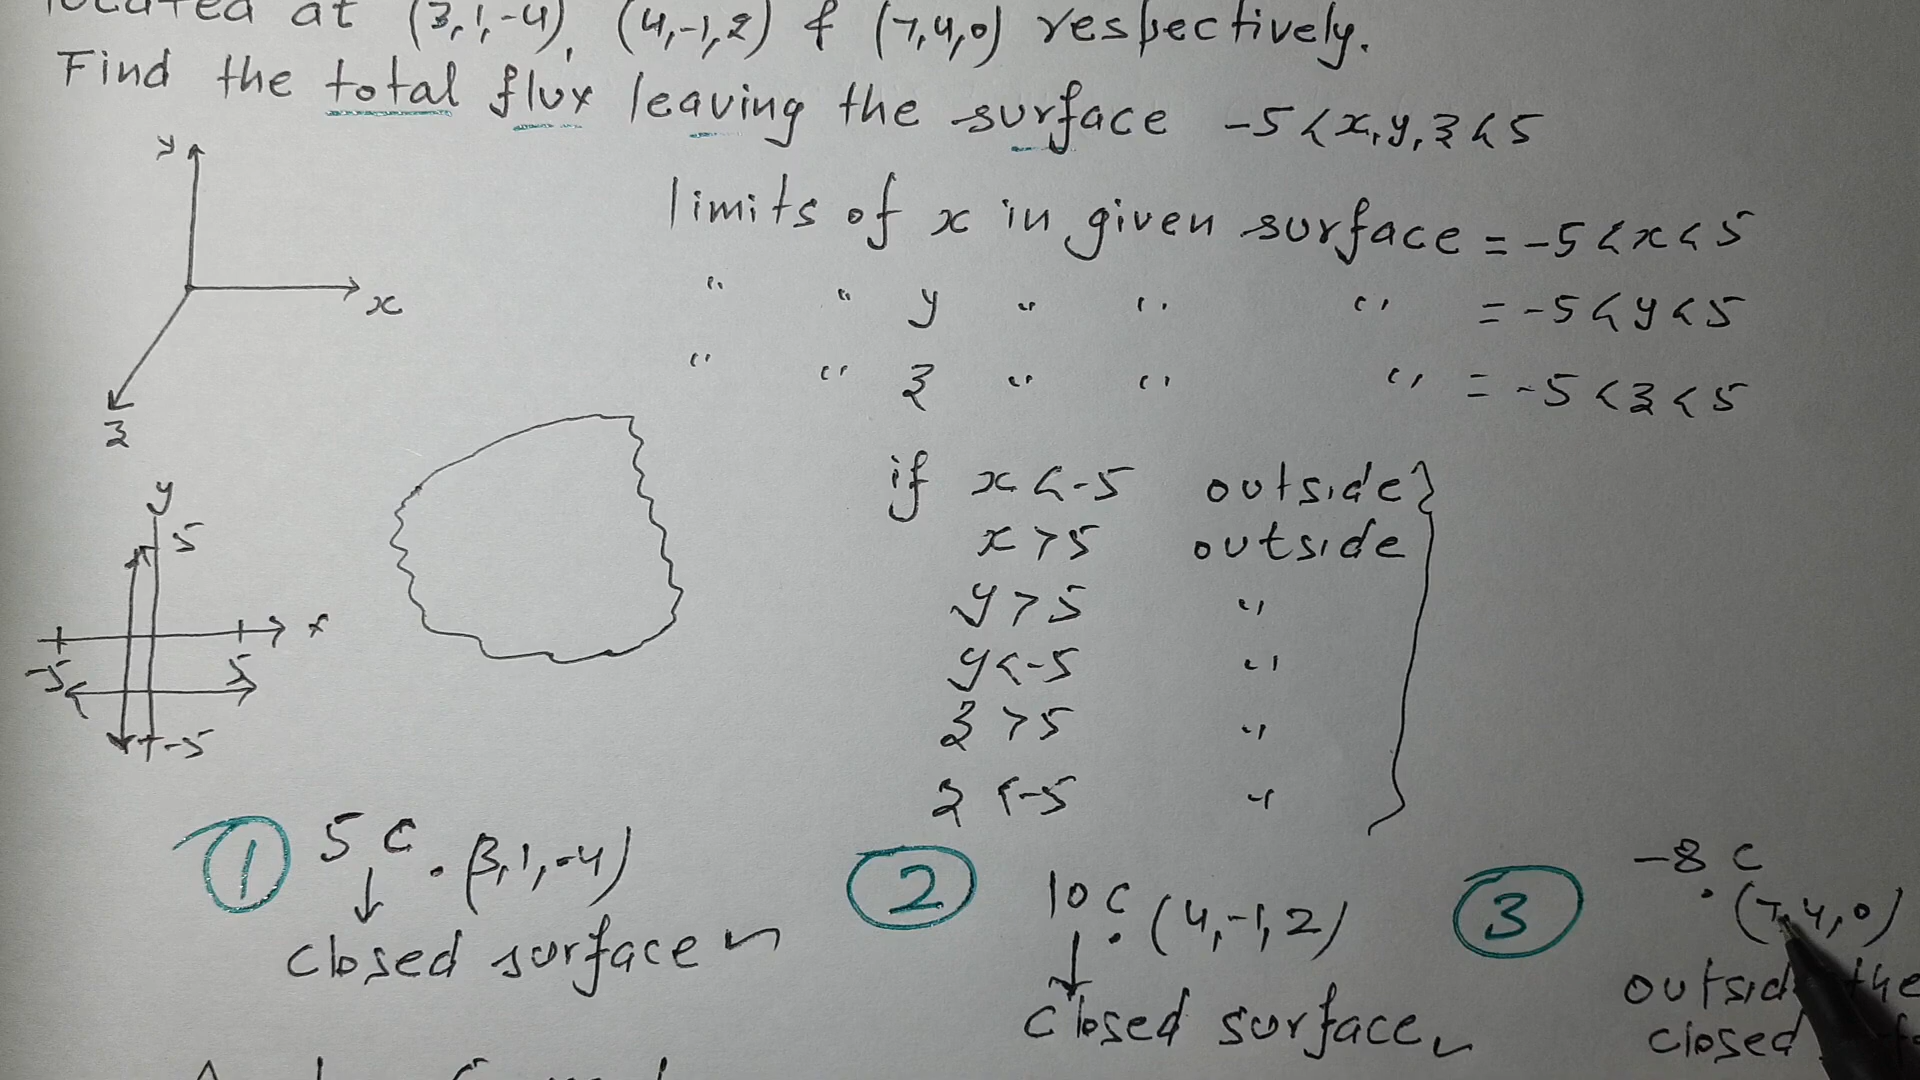 located at (3,1,-4), (4,-1,2) & (7,4,0) respectively.
Find the total flux leaving the surface -5<x,y,z<5
y
x
z
limits of x in given surface = -5<x<5
" " y " " " = -5<y<5
" " z " " " = -5<z<5
if x<-5 outside}
x>5 outside
y>5 "
y<-5 "
z>5 "
z<-5 "
y
5
x
-5
5
-5
① 5 C . (3,1,-4)
↓
closed surface
② 10 C . (4,-1,2)
↓
closed surface
③ -8 C
. (7,4,0)
outside the
closed